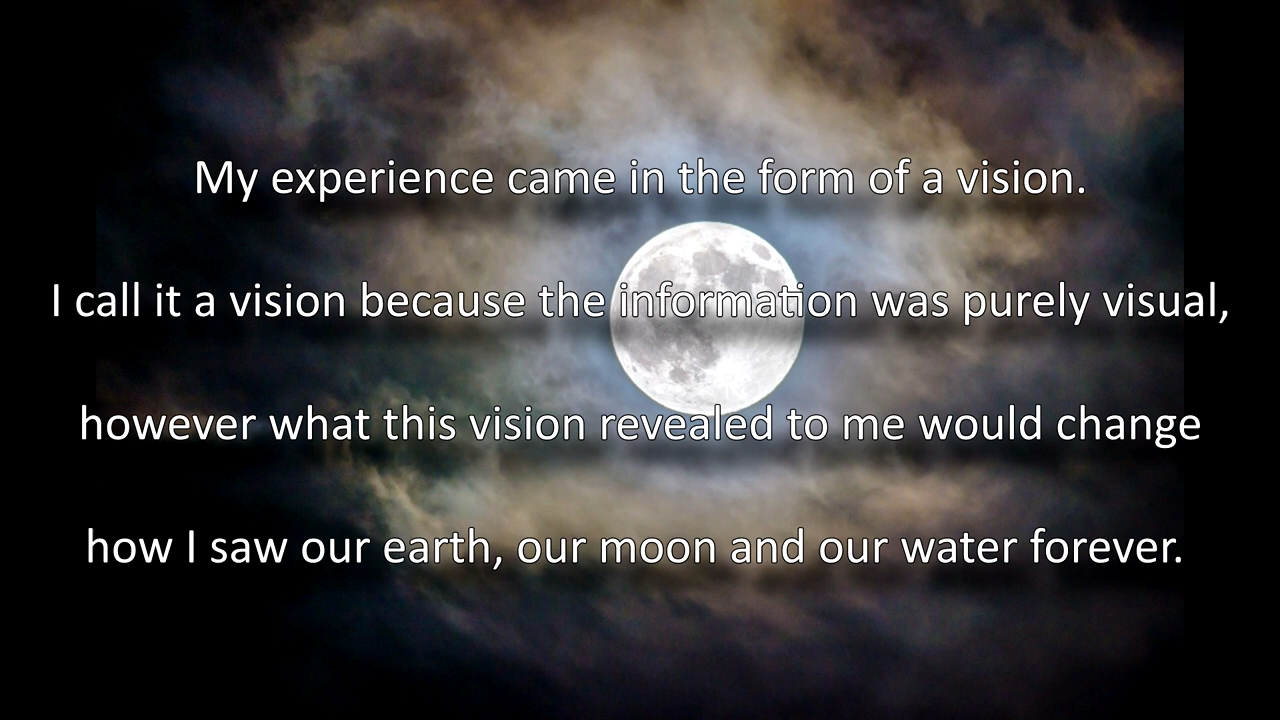 My experience came in the form of a vision.
I call it a vision because the information was purely visual,
however what this vision revealed to me would change
how I saw our earth, our moon and our water forever.